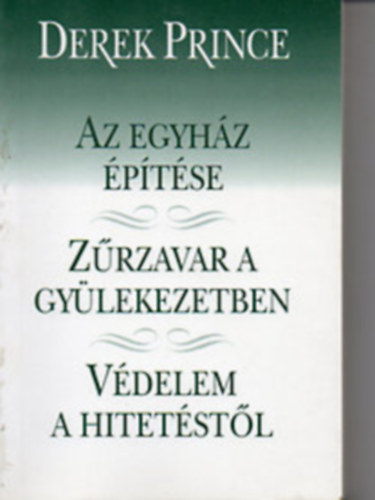 DEREK PRINCE
AZ EGYHÁZ
ÉPÍTÉSE
ZŰRZAVAR A
GYÜLEKEZETBEN
VÉDELEM
A HITETÉSTŐL